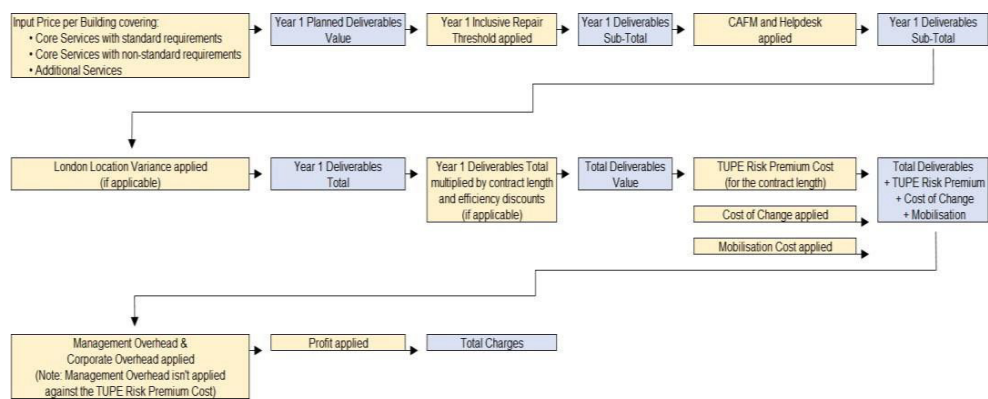 Input Price per Building covering:
• Core Services with standard requirements
• Core Services with non-standard requirements
• Additional Services
Year 1 Planned Deliverables
Value
Year 1 Inclusive Repair
Threshold applied
Year 1 Deliverables
Sub-Total
CAFM and Helpdesk
applied
Year 1 Deliverables
Sub-Total
London Location Variance applied
(if applicable)
Year 1 Deliverables
Total
Year 1 Deliverables Total
multiplied by contract length
and efficiency discounts
(if applicable)
Total Deliverables
Value
TUPE Risk Premium Cost
(for the contract length)
Cost of Change applied
Mobilisation Cost applied
Total Deliverables
+ TUPE Risk Premium
+ Cost of Change
+ Mobilisation
Management Overhead &
Corporate Overhead applied
(Note: Management Overhead isn't applied
against the TUPE Risk Premium Cost)
Profit applied
Total Charges